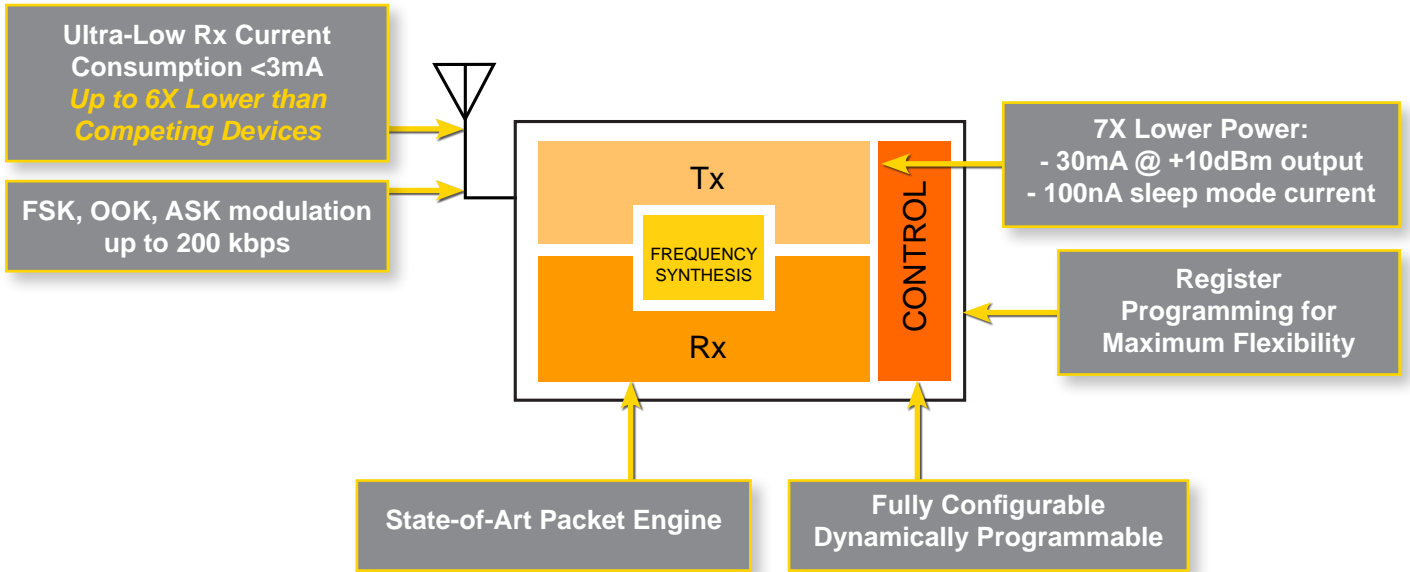 Ultra-Low Rx Current
Consumption <3mA
Up to 6X Lower than
Competing Devices
FSK, OOK, ASK modulation
up to 200 kbps
Tx
FREQUENCY
SYNTHESIS
Rx
CONTROL
7X Lower Power:
- 30mA @ +10dBm output
- 100nA sleep mode current
Register
Programming for
Maximum Flexibility
State-of-Art Packet Engine
Fully Configurable
Dynamically Programmable